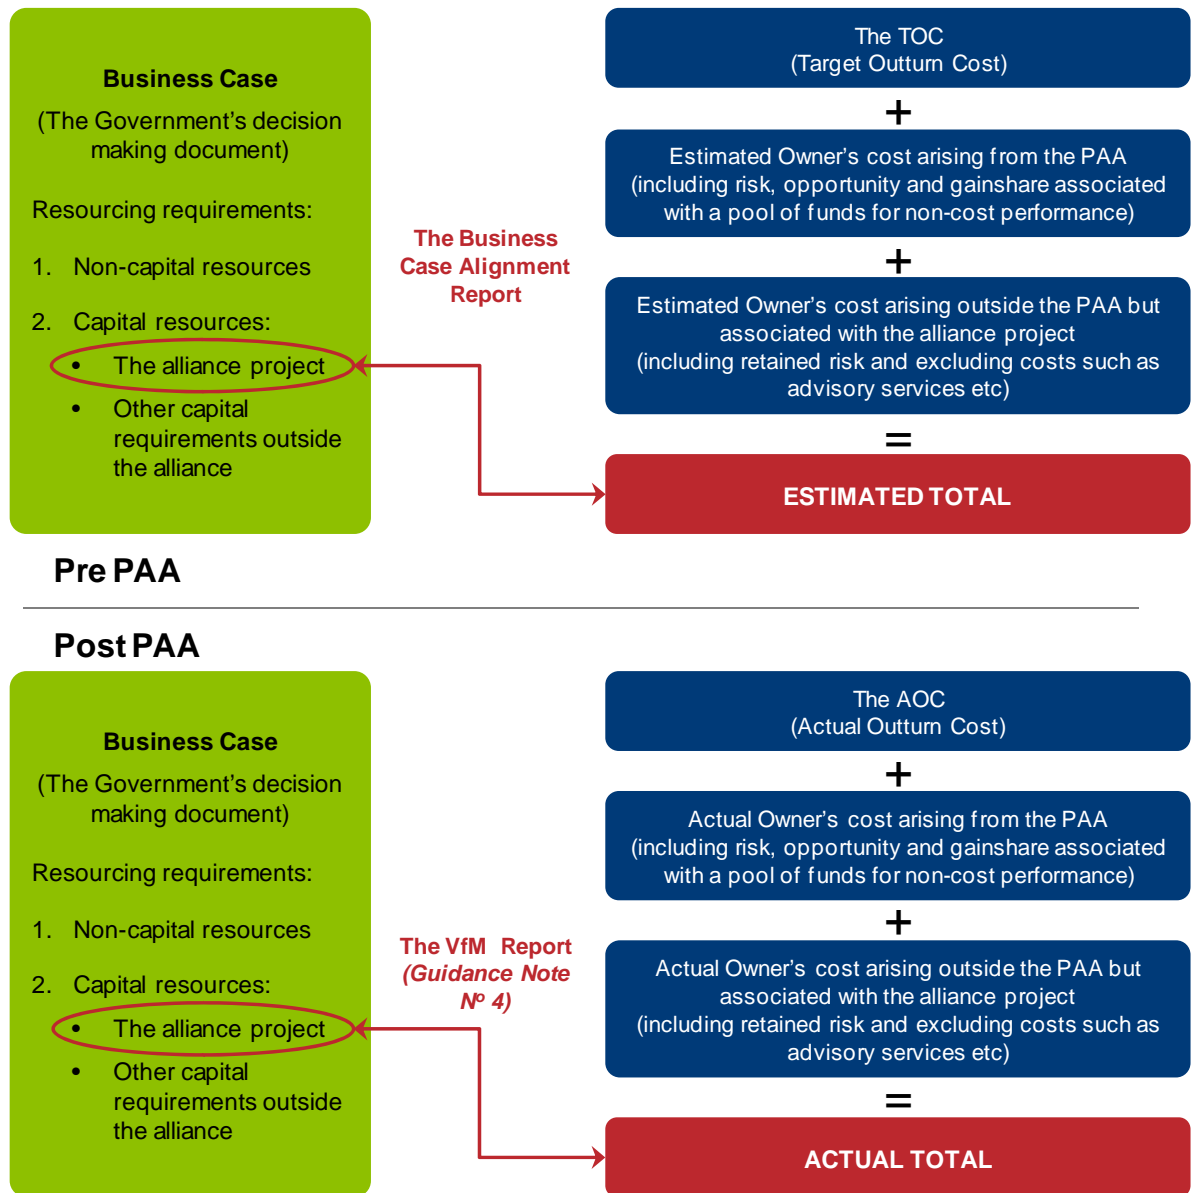 Business Case
(The Government's decision
making document)
Resourcing requirements:
1. Non-capital resources
2. Capital resources:
• The alliance project
• Other capital
requirements outside
the alliance
The Business
Case Alignment
Report
The TOC
(Target Outturn Cost)
+
Estimated Owner's cost arising from the PAA
(including risk, opportunity and gainshare associated
with a pool of funds for non-cost performance)
+
Estimated Owner's cost arising outside the PAA but
associated with the alliance project
(including retained risk and excluding costs such as
advisory services etc)
=
ESTIMATED TOTAL
Pre PAA
Post PAA
Business Case
(The Government's decision
making document)
Resourcing requirements:
1. Non-capital resources
2. Capital resources:
• The alliance project
• Other capital
requirements outside
the alliance
The VfM Report
(Guidance Note
Nº 4)
The AOC
(Actual Outturn Cost)
+
Actual Owner's cost arising from the PAA
(including risk, opportunity and gainshare associated
with a pool of funds for non-cost performance)
+
Actual Owner's cost arising outside the PAA but
associated with the alliance project
(including retained risk and excluding costs such as
advisory services etc)
=
ACTUAL TOTAL